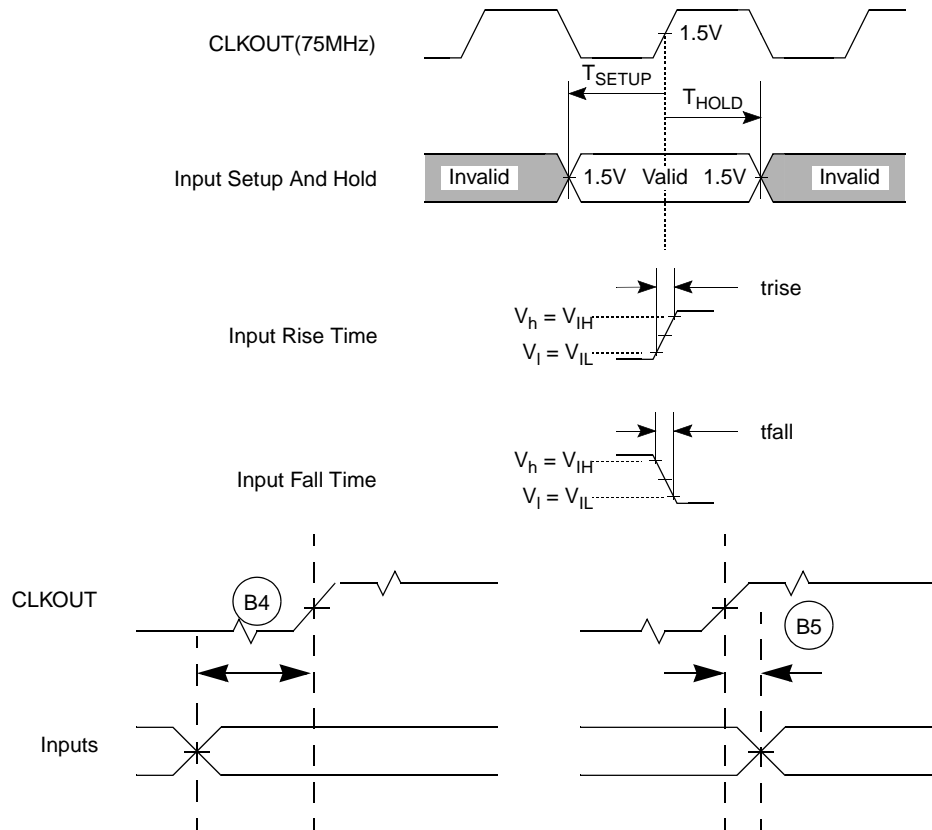 CLKOUT(75MHz)
1.5V
TSETUP
THOLD
Input Setup And Hold
Invalid
1.5V Valid 1.5V
Invalid
trise
Input Rise Time
Vh = VIH
Vl = VIL
tfall
Input Fall Time
Vh = VIH
Vl = VIL
CLKOUT
B4
B5
Inputs